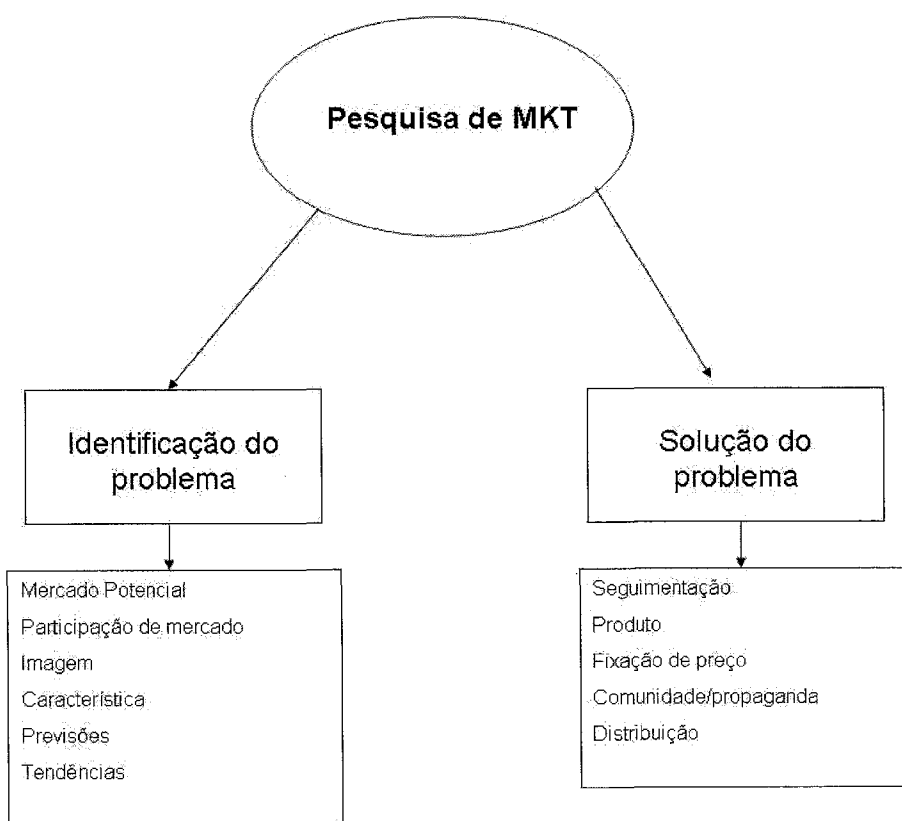 Pesquisa de MKT
Identificação do
problema
Mercado Potencial
Participação de mercado
Imagem
Característica
Previsões
Tendências
Solução do
problema
Seguimentação
Produto
Fixação de preço
Comunidade/propaganda
Distribuição